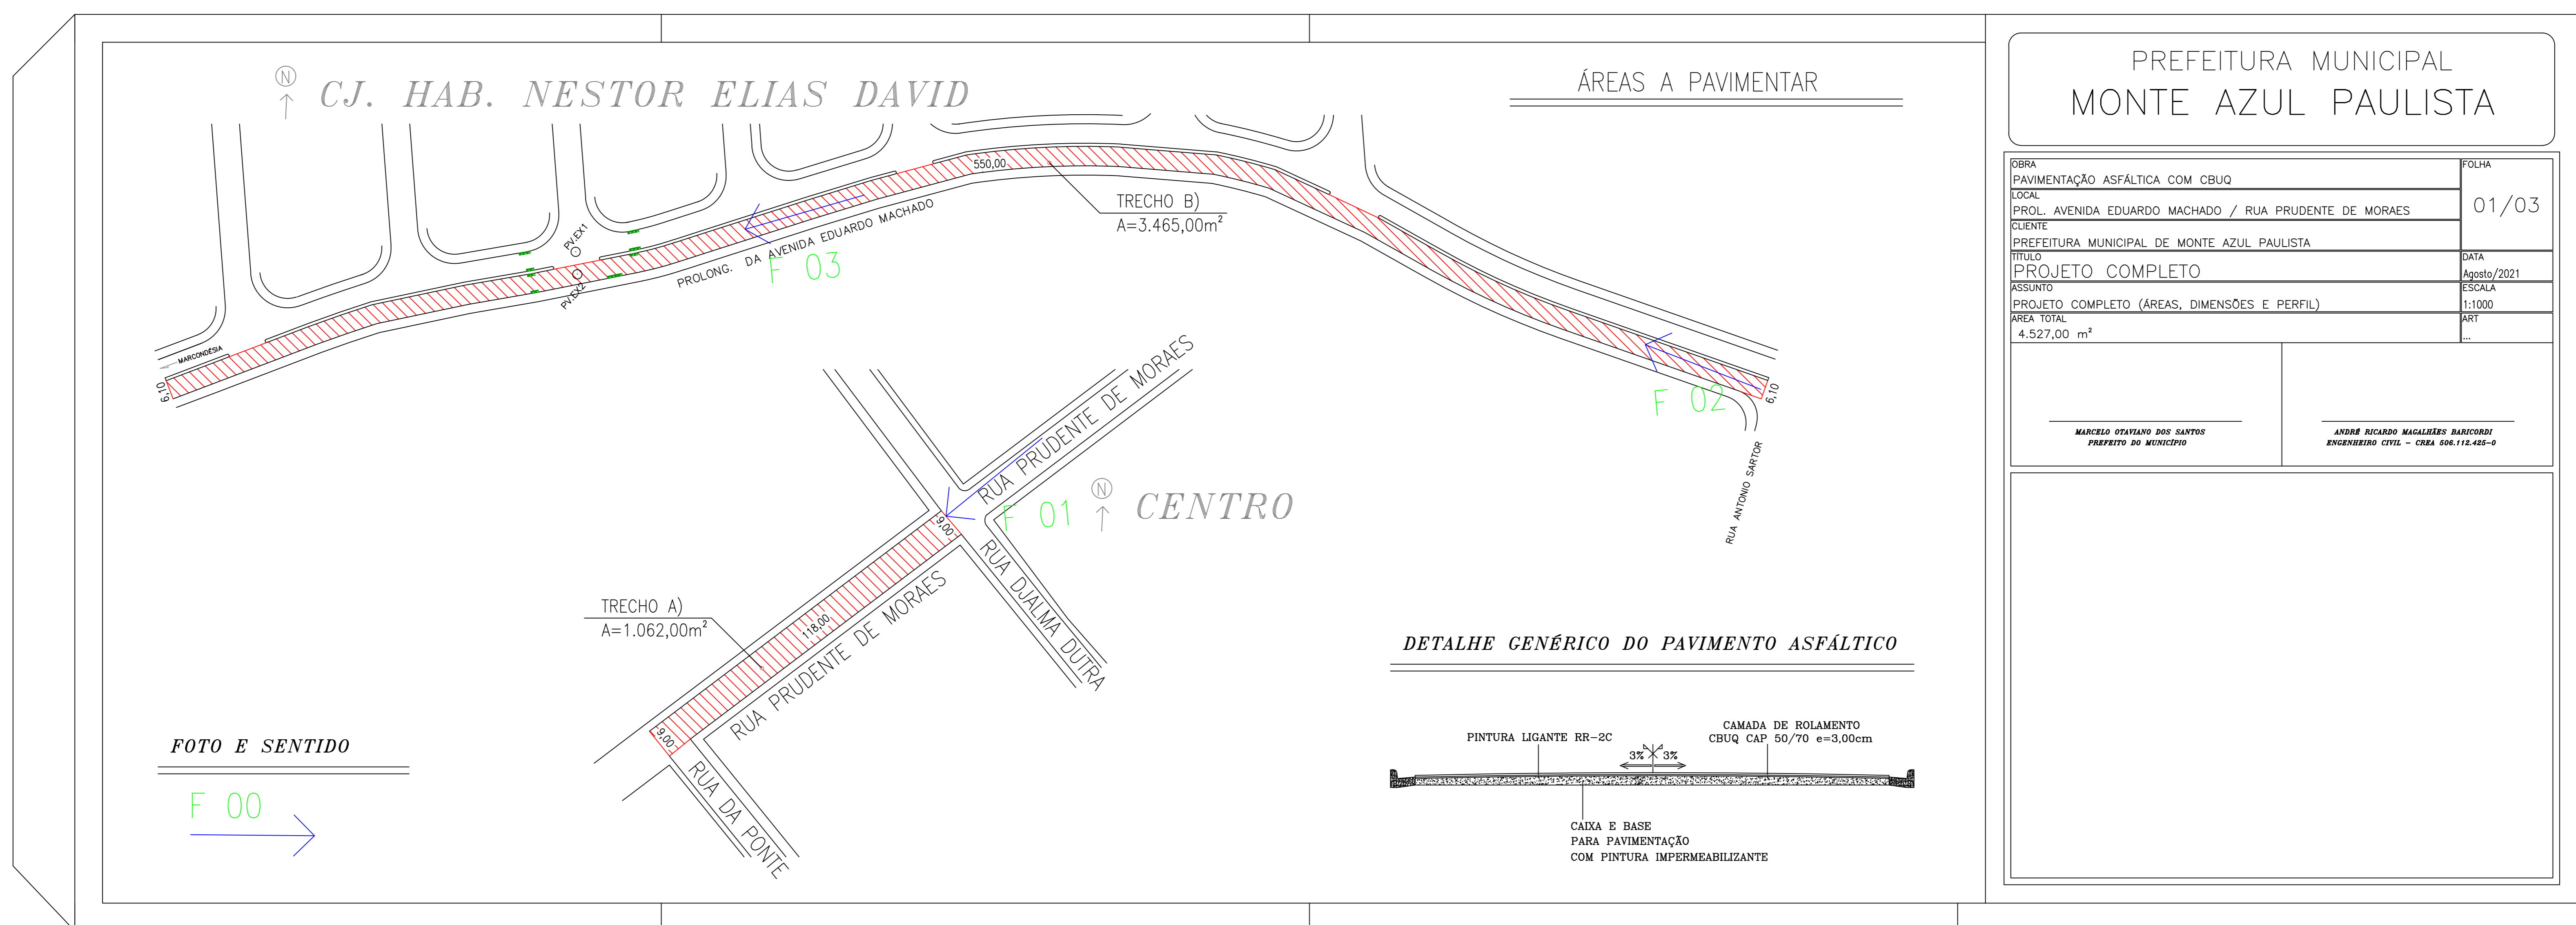 N
CJ. HAB. NESTOR ELIAS DAVID
ÁREAS A PAVIMENTAR
550,00
TRECHO B)
A=3.465,00m²
PROLONG. DA AVENIDA EDUARDO MACHADO
F 03
PV.EX1
PV.EX2
MARCONDÉSIA
6,10
F 02
6,10
RUA ANTONIO SARTOR
RUA PRUDENTE DE MORAES
F 01
N
CENTRO
9,00
RUA DJALMA DUTRA
TRECHO A)
A=1.062,00m²
118,00
RUA PRUDENTE DE MORAES
9,00
RUA DA PONTE
FOTO E SENTIDO
F 00
DETALHE GENÉRICO DO PAVIMENTO ASFÁLTICO
PINTURA LIGANTE RR-2C
3% 3%
CAMADA DE ROLAMENTO
CBUQ CAP 50/70 e=3,00cm
CAIXA E BASE
PARA PAVIMENTAÇÃO
COM PINTURA IMPERMEABILIZANTE
PREFEITURA MUNICIPAL
MONTE AZUL PAULISTA
OBRA
PAVIMENTAÇÃO ASFÁLTICA COM CBUQ
FOLHA
01/03
LOCAL
PROL. AVENIDA EDUARDO MACHADO / RUA PRUDENTE DE MORAES
CLIENTE
PREFEITURA MUNICIPAL DE MONTE AZUL PAULISTA
TÍTULO
PROJETO COMPLETO
DATA
Agosto/2021
ASSUNTO
PROJETO COMPLETO (ÁREAS, DIMENSÕES E PERFIL)
ESCALA
1:1000
AREA TOTAL
4.527,00 m²
ART
...
MARCELO OTAVIANO DOS SANTOS
PREFEITO DO MUNICÍPIO
ANDRÉ RICARDO MAGALHÃES BARICORDI
ENGENHEIRO CIVIL - CREA 506.112.425-0